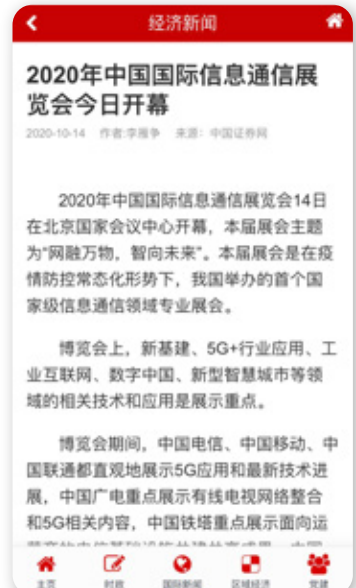 经济新闻
2020年中国国际信息通信展
览会今日开幕
2020-10-14 作者:李雁争 来源: 中国证券网
2020年中国国际信息通信展览会14日
在北京国家会议中心开幕，本届展会主题
为“网融万物，智向未来”。本届展会是在疫
情防控常态化形势下，我国举办的首个国
家级信息通信领域专业展会。
博览会上，新基建、5G+行业应用、工
业互联网、数字中国、新型智慧城市等领
域的相关技术和应用是展示重点。
博览会期间，中国电信、中国移动、中
国联通都直观地展示5G应用和最新技术进
展，中国广电重点展示有线电视网络整合
和5G相关内容，中国铁塔重点展示面向运
主页 时政 国际新闻 区域经济 党建